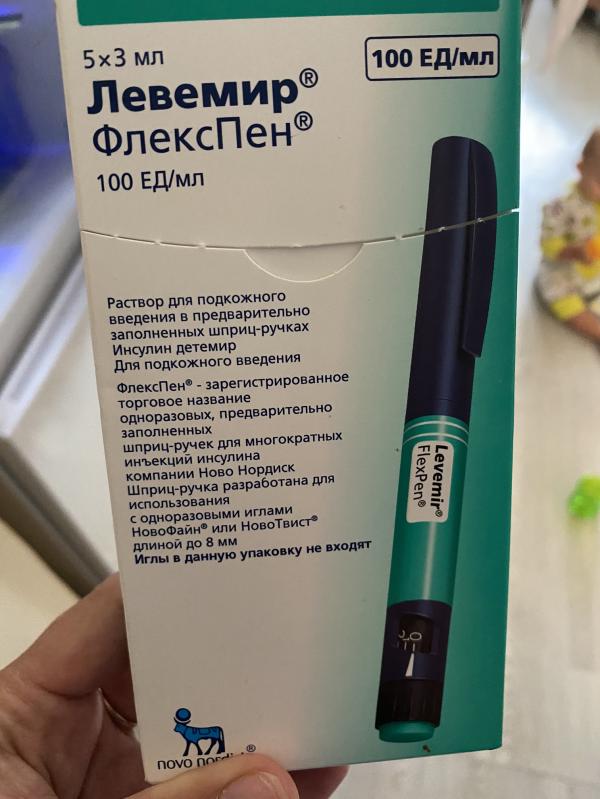 5×3 мл
100 ЕД/мл
Левемир®
ФлексПен®
100 ЕД/мл
Раствор для подкожного
введения в предварительно
заполненных шприц-ручках
Инсулин детемир
Для подкожного введения
ФлексПен® - зарегистрированное
торговое название
одноразовых, предварительно
заполненных
шприц-ручек для многократных
инъекций инсулина
компании Ново Нордиск
Шприц-ручка разработана для
использования
с одноразовыми иглами
НовоФайн® или НовоТвист®
длиной до 8 мм
Иглы в данную упаковку не входят
Levemir®
FlexPen®
novo nordisk®